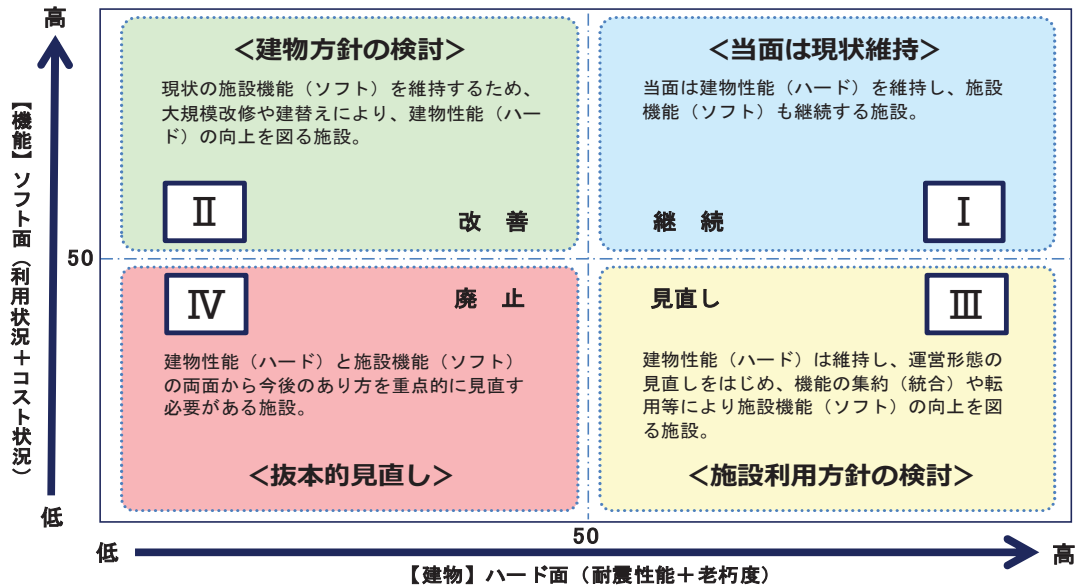 高
【機能】ソフト面（利用状況＋コスト状況）
低
50
＜建物方針の検討＞
現状の施設機能（ソフト）を維持するため、
大規模改修や建替えにより、建物性能（ハー
ド）の向上を図る施設。
Ⅱ
改 善
＜当面は現状維持＞
当面は建物性能（ハード）を維持し、施設
機能（ソフト）も継続する施設。
継 続
Ⅰ
Ⅳ
廃 止
建物性能（ハード）と施設機能（ソフト）
の両面から今後のあり方を重点的に見直す
必要がある施設。
＜抜本的見直し＞
見直し
Ⅲ
建物性能（ハード）は維持し、運営形態の
見直しをはじめ、機能の集約（統合）や転
用等により施設機能（ソフト）の向上を図
る施設。
＜施設利用方針の検討＞
50
低
高
【建物】ハード面（耐震性能＋老朽度）